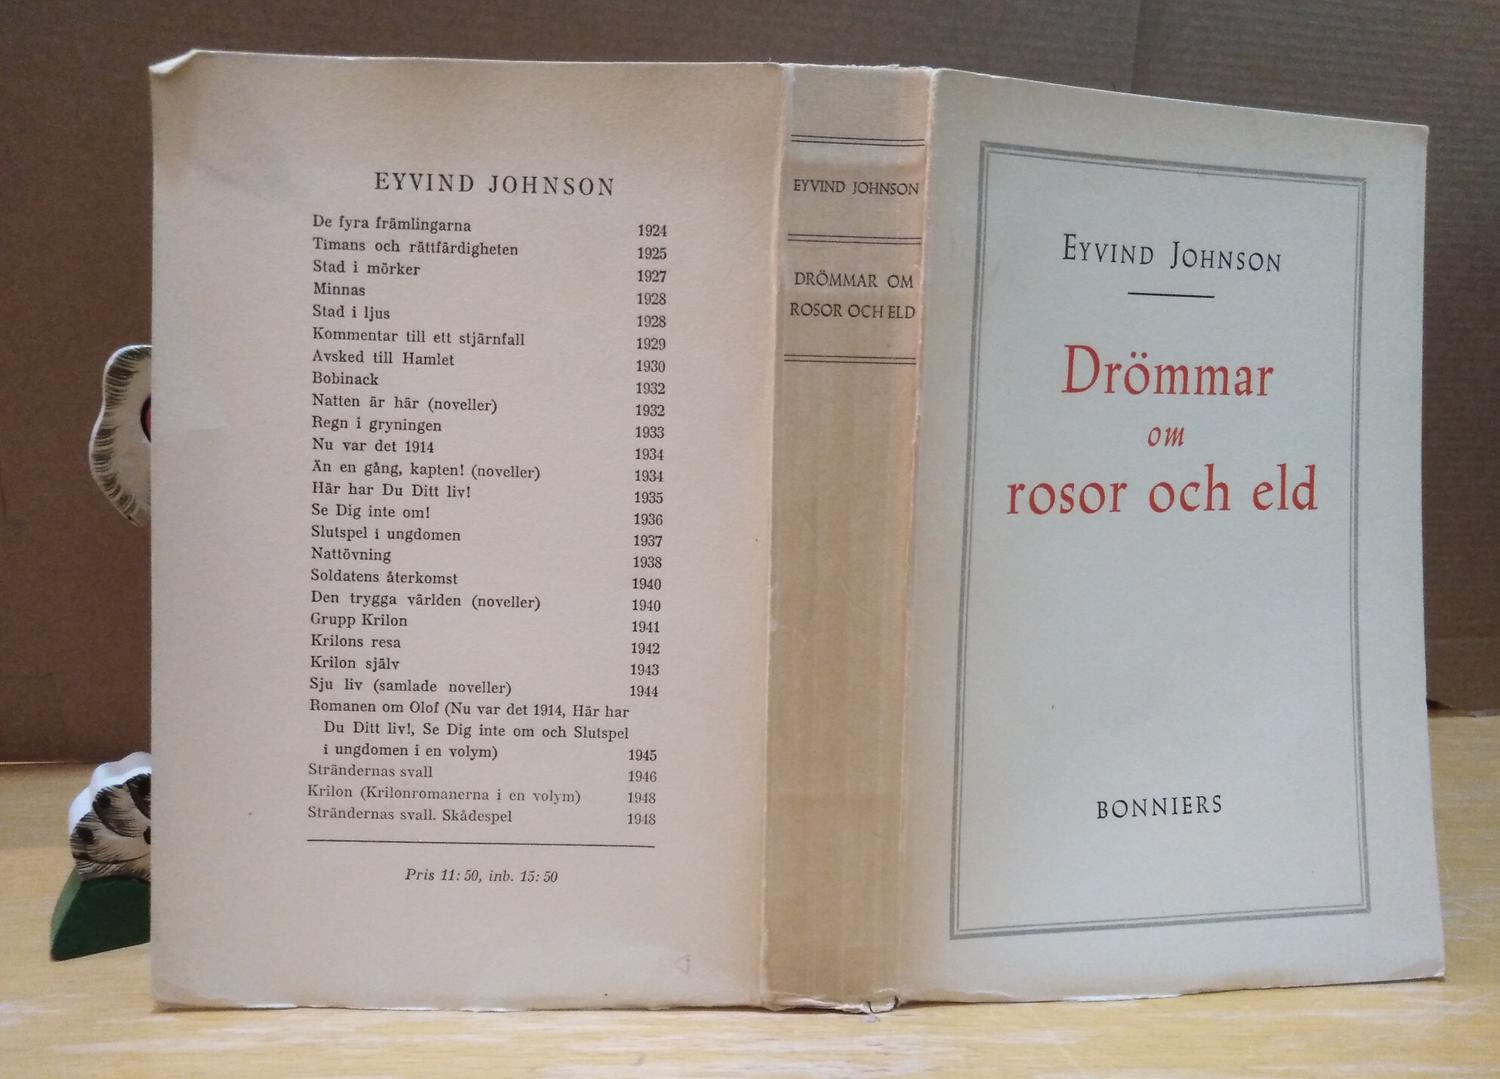 EYVIND JOHNSON
De fyra främlingarna 1924
Timans och rättfärdigheten 1925
Stad i mörker 1927
Minnas 1928
Stad i ljus 1928
Kommentar till ett stjärnfall 1929
Avsked till Hamlet 1930
Bobinack 1932
Natten är här (noveller) 1932
Regn i gryningen 1933
Nu var det 1914 1934
Än en gång, kapten! (noveller) 1934
Här har Du Ditt liv! 1935
Se Dig inte om! 1936
Slutspel i ungdomen 1937
Nattövning 1938
Soldatens återkomst 1940
Den trygga världen (noveller) 1940
Grupp Krilon 1941
Krilons resa 1942
Krilon själv 1943
Sju liv (samlade noveller) 1944
Romanen om Olof (Nu var det 1914, Här har
Du Ditt liv!, Se Dig inte om och Slutspel
i ungdomen i en volym) 1945
Strändernas svall 1946
Krilon (Krilonromanerna i en volym) 1948
Strändernas svall. Skådespel 1948
Pris 11:50, inb. 15:50
EYVIND JOHNSON
DRÖMMAR OM
ROSOR OCH ELD
EYVIND JOHNSON
Drömmar
om
rosor och eld
BONNIERS